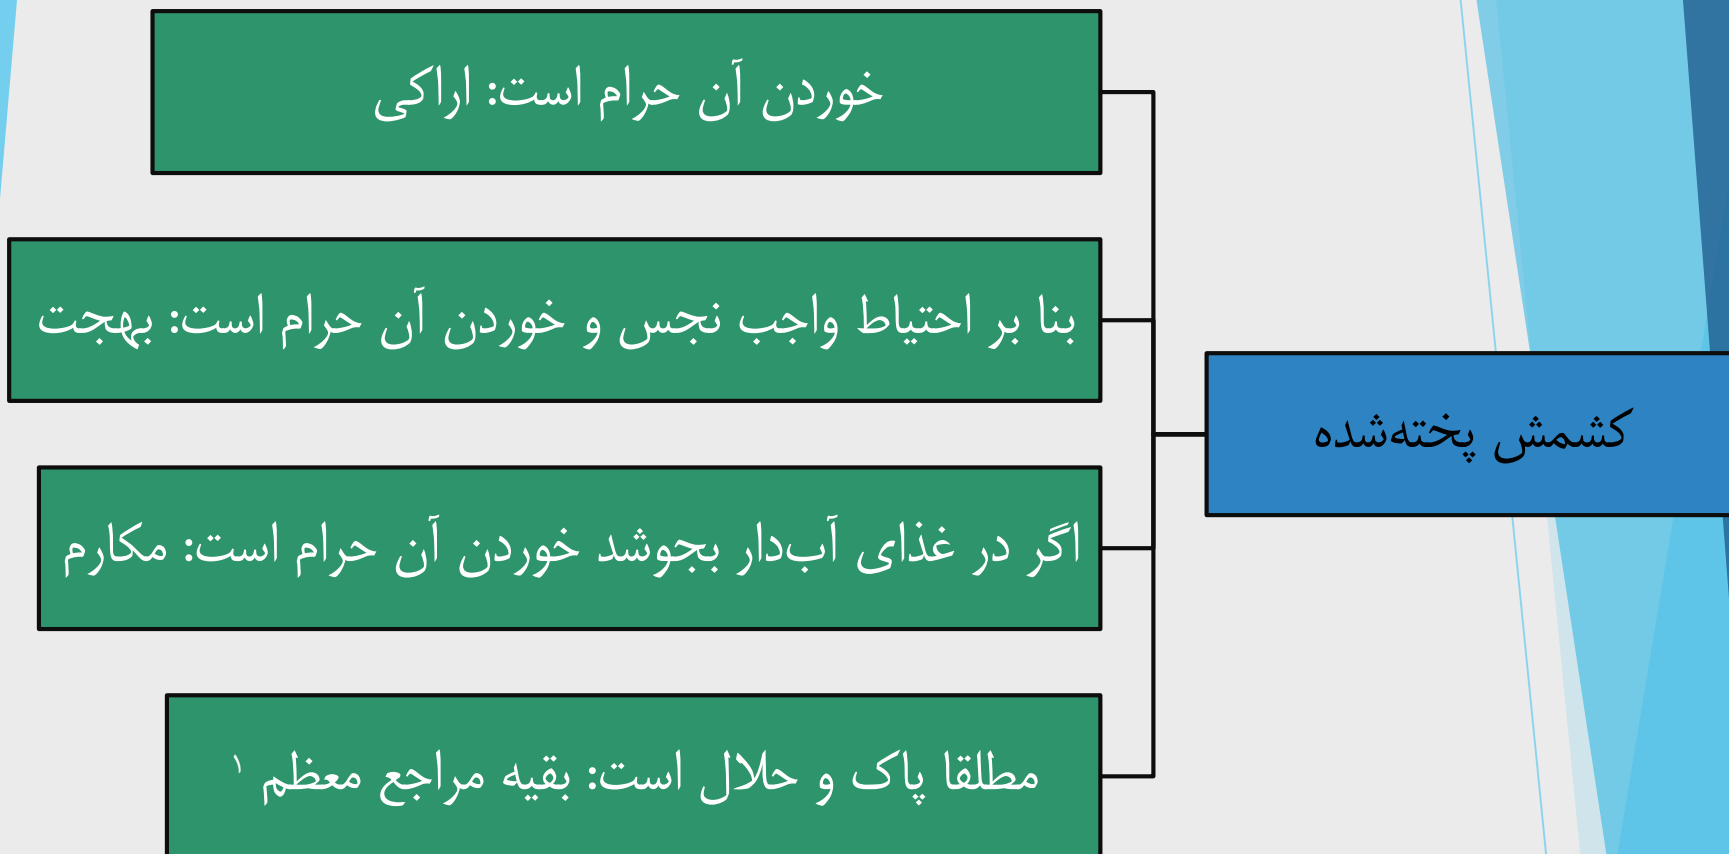 کشمش پخته‌شده
خوردن آن حرام است: اراکی
بنا بر احتیاط واجب نجس و خوردن آن حرام است: بهجت
اگر در غذای آب‌دار بجوشد خوردن آن حرام است: مکارم
مطلقا پاک و حلال است: بقیه مراجع معظم ۱